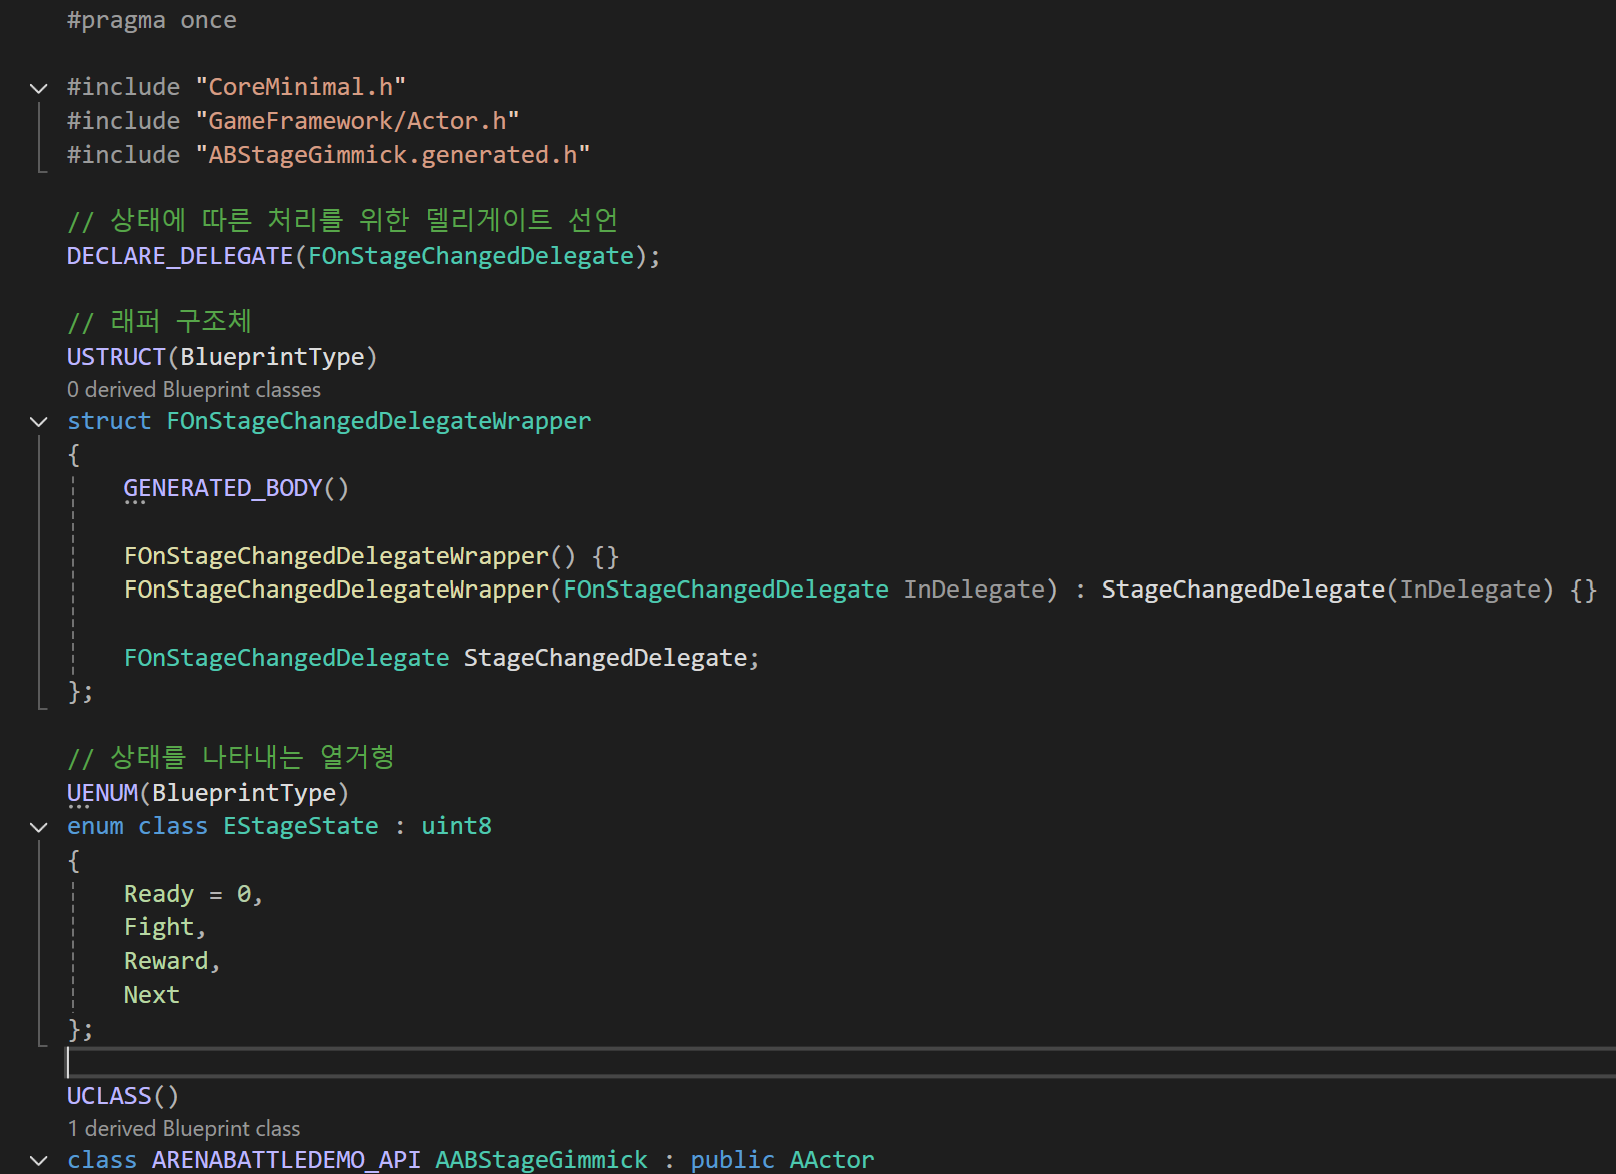 #pragma once
#include "CoreMinimal.h"
#include "GameFramework/Actor.h"
#include "ABStageGimmick.generated.h"
// 상태에 따른 처리를 위한 델리게이트 선언
DECLARE_DELEGATE(FOnStageChangedDelegate);
// 래퍼 구조체
USTRUCT(BlueprintType)
0 derived Blueprint classes
struct FOnStageChangedDelegateWrapper
{
GENERATED_BODY()
FOnStageChangedDelegateWrapper() {}
FOnStageChangedDelegateWrapper(FOnStageChangedDelegate InDelegate) : StageChangedDelegate(InDelegate) {}
FOnStageChangedDelegate StageChangedDelegate;
};
// 상태를 나타내는 열거형
UENUM(BlueprintType)
enum class EStageState : uint8
{
Ready = 0,
Fight,
Reward,
Next
};
UCLASS()
1 derived Blueprint class
class ARENABATTLEDEMO_API AABStageGimmick : public AActor